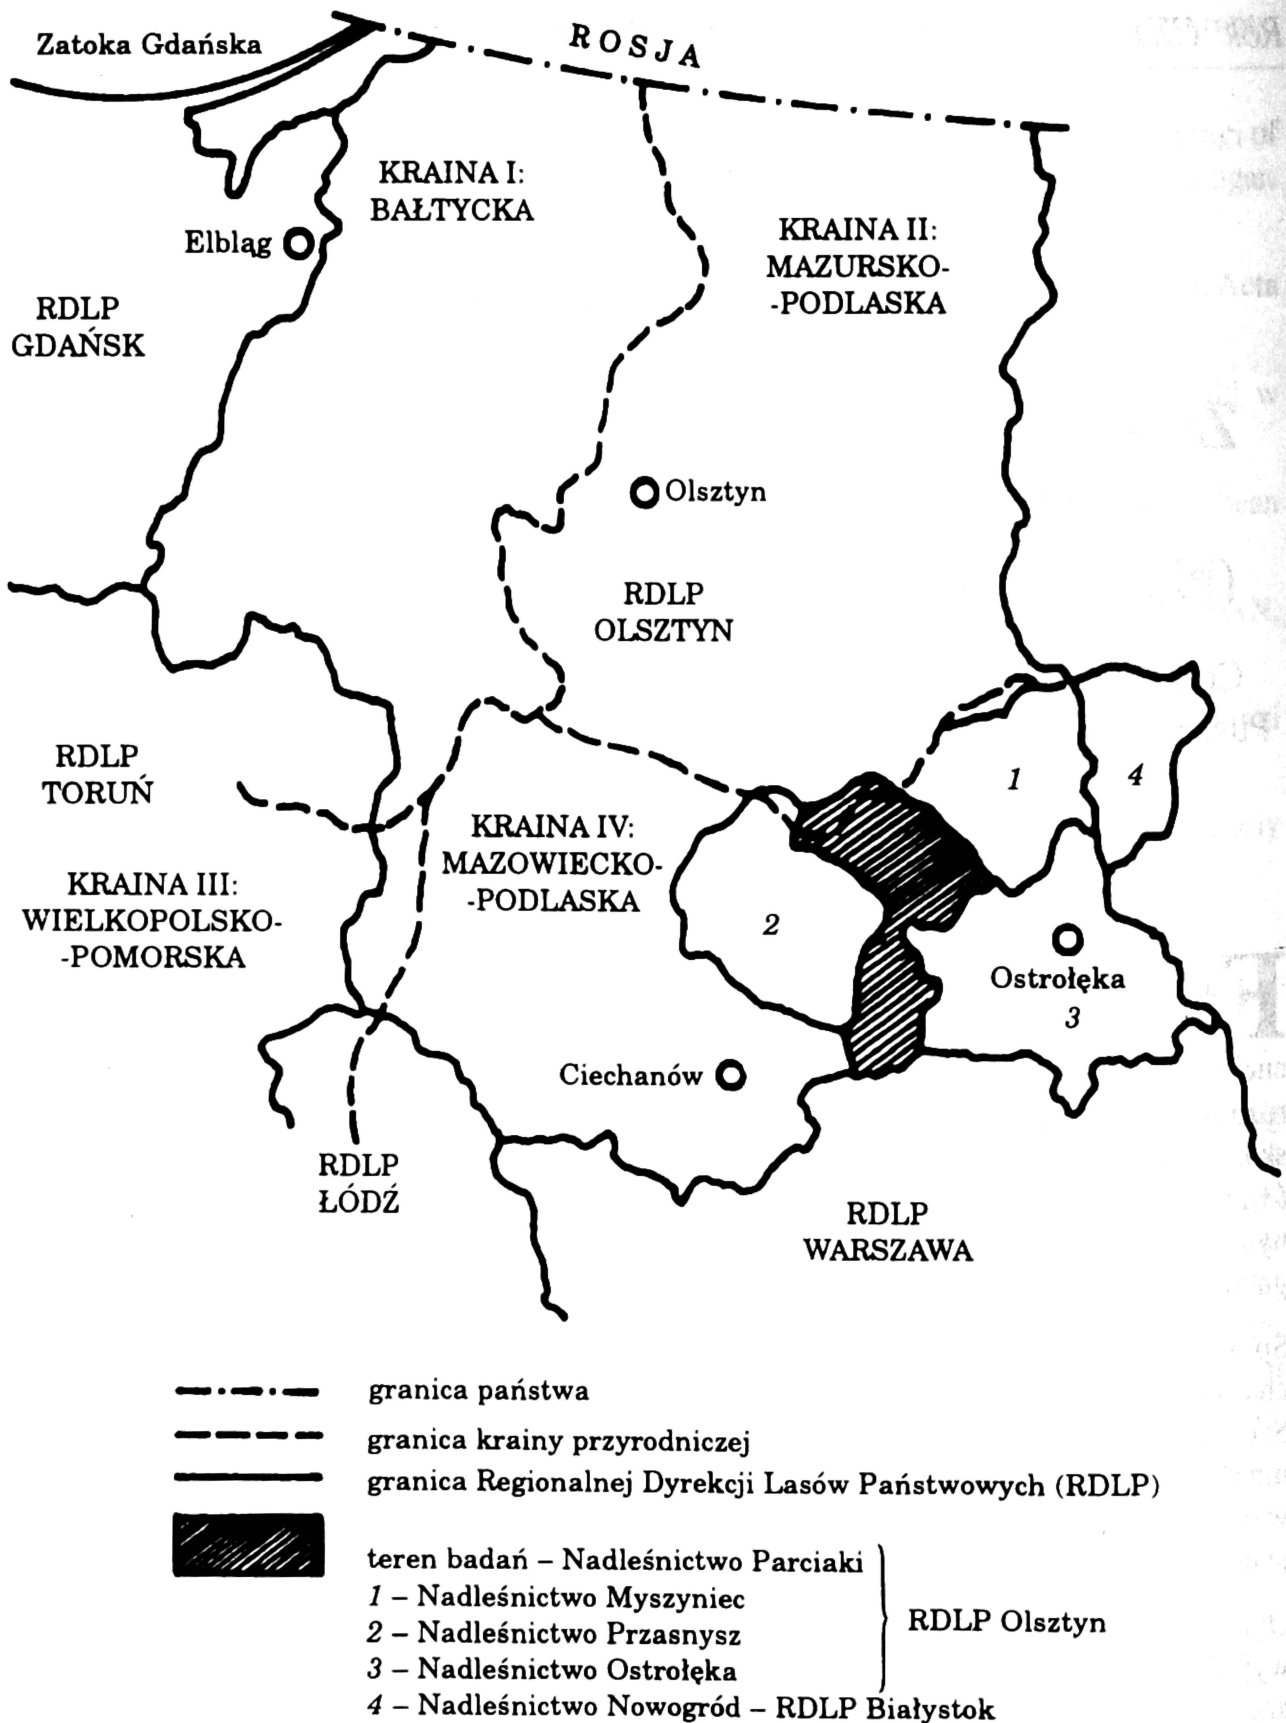 Zatoka Gdańska
ROSJA
KRAINA I:
BAŁTYCKA
KRAINA II:
MAZURSKO-
-PODLASKA
Elbląg
RDLP
GDAŃSK
Olsztyn
RDLP
OLSZTYN
RDLP
TORUŃ
1
4
KRAINA IV:
MAZOWIECKO-
-PODLASKA
KRAINA III:
WIELKOPOLSKO-
-POMORSKA
2
Ostrołęka
3
Ciechanów
RDLP
ŁÓDŹ
RDLP
WARSZAWA
granica państwa
granica krainy przyrodniczej
granica Regionalnej Dyrekcji Lasów Państwowych (RDLP)
teren badań – Nadleśnictwo Parciaki
1 – Nadleśnictwo Myszyniec
2 – Nadleśnictwo Przasnysz
RDLP Olsztyn
3 – Nadleśnictwo Ostrołęka
4 – Nadleśnictwo Nowogród – RDLP Białystok